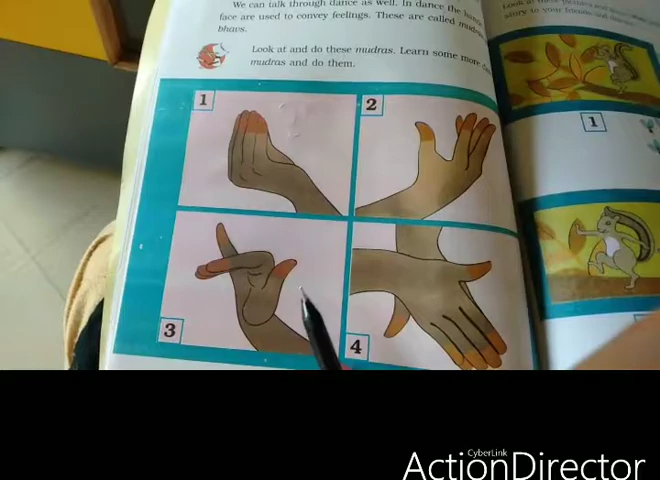 We can talk through dance as well. In dance the hands
face are used to convey feelings. These are called mudras
bhavs.
Look at and do these mudras. Learn some more
mudras and do them.
1
2
3
4
1
CyberLink
ActionDirector